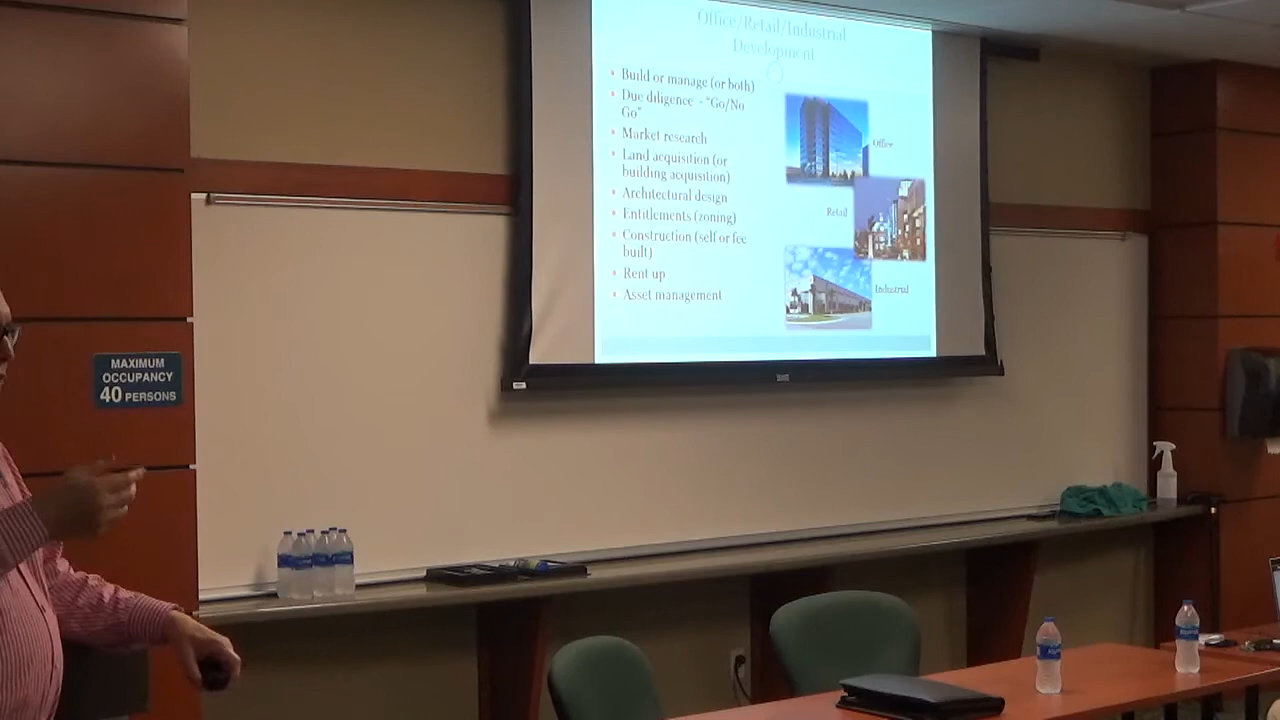 Office/Retail/Industrial
Development
Build or manage (or both)
Due diligence - "Go/No
Go"
Market research
Land acquisition (or
building acquisition)
Architectural design
Entitlements (zoning)
Construction (self or fee
built)
Rent up
Asset management
Office
Retail
Industrial
MAXIMUM
OCCUPANCY
40 PERSONS